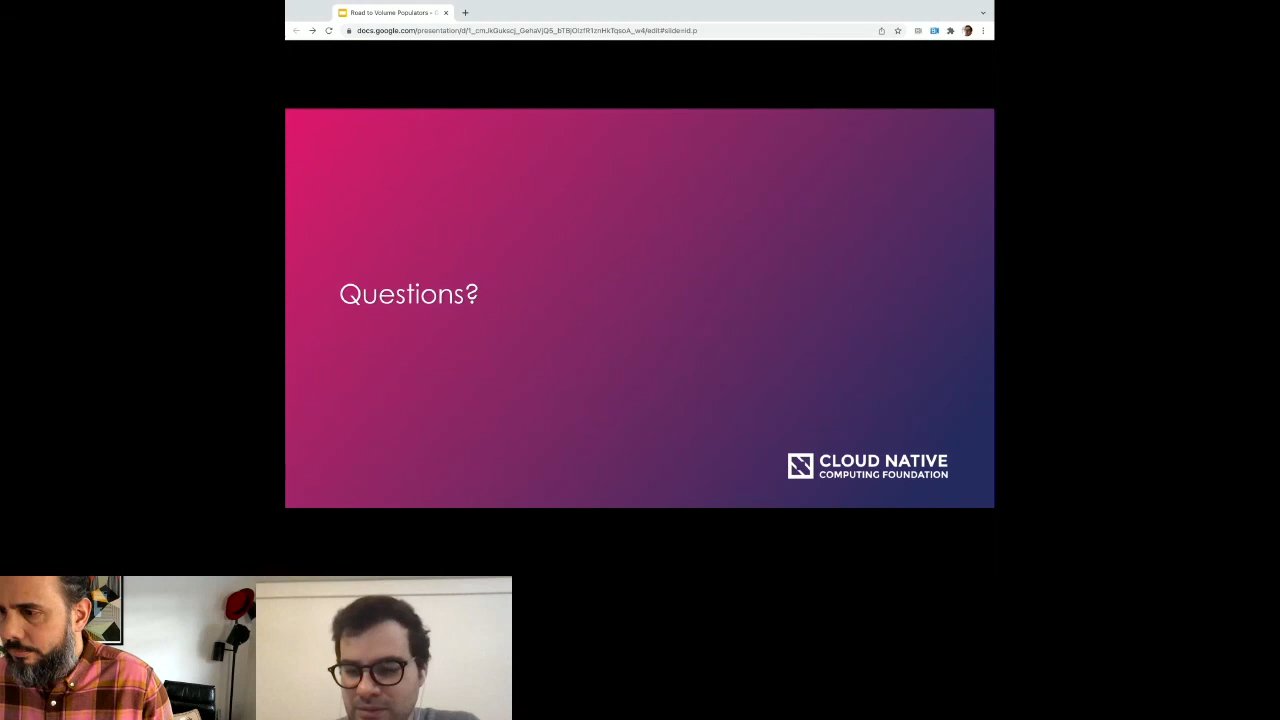 Road to Volume Populators -
Questions?
CLOUD NATIVE
COMPUTING FOUNDATION